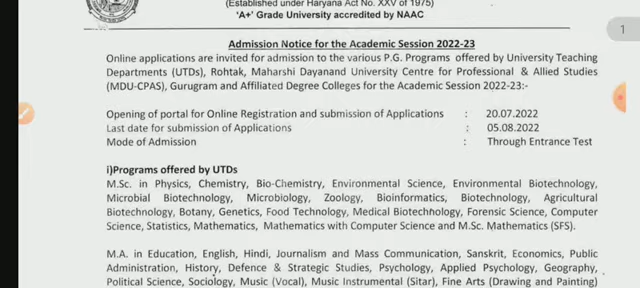 (Established under Haryana Act No. XXV of 1975)
'A+' Grade University accredited by NAAC
1
Admission Notice for the Academic Session 2022-23
Online applications are invited for admission to the various P.G. Programs offered by University Teaching
Departments (UTDs), Rohtak, Maharshi Dayanand University Centre for Professional & Allied Studies
(MDU-CPAS), Gurugram and Affiliated Degree Colleges for the Academic Session 2022-23:-
Opening of portal for Online Registration and submission of Applications : 20.07.2022
Last date for submission of Applications : 05.08.2022
Mode of Admission : Through Entrance Test
i)Programs offered by UTDs
M.Sc. in Physics, Chemistry, Bio-Chemistry, Environmental Science, Environmental Biotechnology,
Microbial Biotechnology, Microbiology, Zoology, Bioinformatics, Biotechnology, Agricultural
Biotechnology, Botany, Genetics, Food Technology, Medical Biotechhology, Forensic Science, Computer
Science, Statistics, Mathematics, Mathematics with Computer Science and M.Sc. Mathematics (SFS).
M.A. in Education, English, Hindi, Journalism and Mass Communication, Sanskrit, Economics, Public
Administration, History, Defence & Strategic Studies, Psychology, Applied Psychology, Geography,
Political Science, Sociology, Music (Vocal), Music Instrumental (Sitar), Fine Arts (Drawing and Painting)